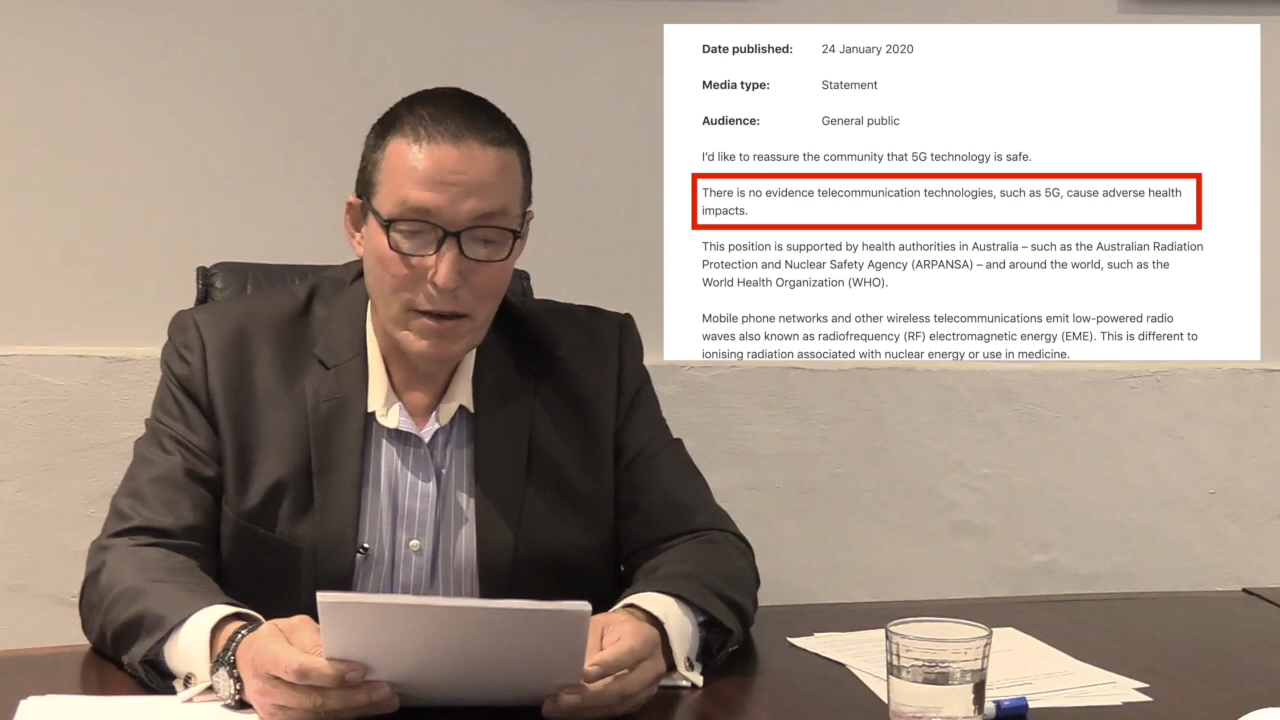 Date published: 24 January 2020
Media type: Statement
Audience: General public
I'd like to reassure the community that 5G technology is safe.
There is no evidence telecommunication technologies, such as 5G, cause adverse health
impacts.
This position is supported by health authorities in Australia – such as the Australian Radiation
Protection and Nuclear Safety Agency (ARPANSA) – and around the world, such as the
World Health Organization (WHO).
Mobile phone networks and other wireless telecommunications emit low-powered radio
waves also known as radiofrequency (RF) electromagnetic energy (EME). This is different to
ionising radiation associated with nuclear energy or use in medicine.